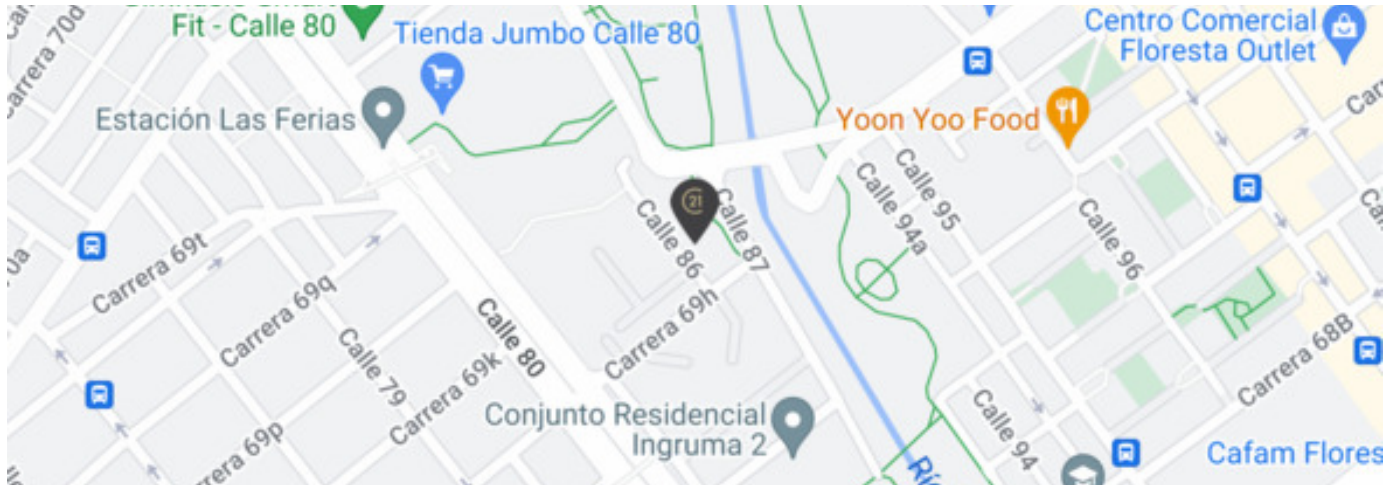 Fit - Calle 80
Carrera 70d
Tienda Jumbo Calle 80
Centro Comercial
Floresta Outlet
Estación Las Ferias
Yoon Yoo Food
21
Calle 86
Calle 87
Calle 94a
Calle 95
Calle 96
Carrera 69t
Carrera 69q
Calle 80
Carrera 69h
Calle 79
Carrera 69k
Carrera 68B
Conjunto Residencial
Ingruma 2
Calle 94
Carrera 69p
Cafam Flores